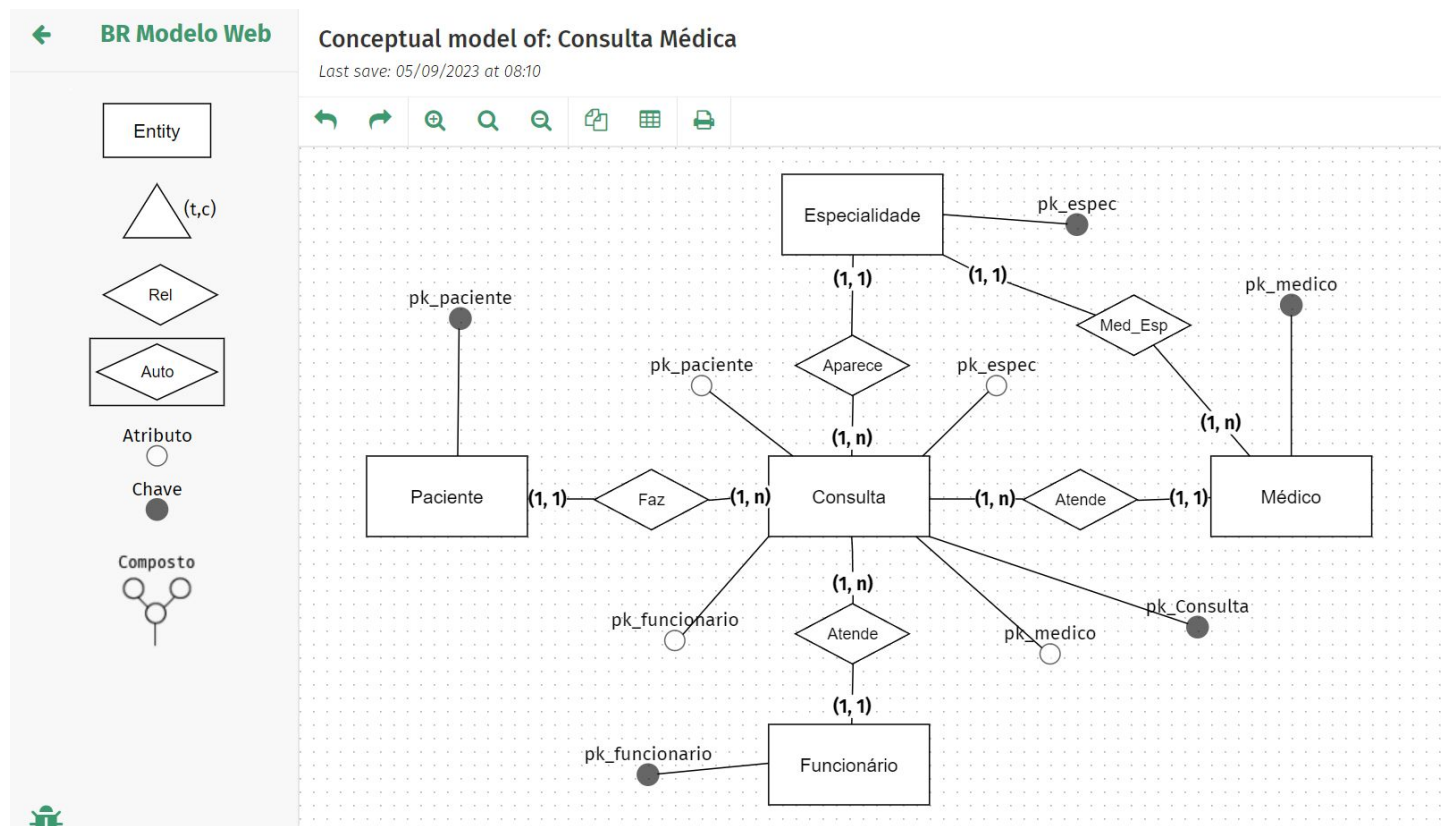 BR Modelo Web
Conceptual model of: Consulta Médica
Last save: 05/09/2023 at 08:10
Entity
(t,c)
Rel
Auto
Atributo
Chave
Composto
Especialidade
pk_espec
(1, 1)
(1, 1)
pk_medico
pk_paciente
Med_Esp
pk_paciente
Aparece
pk_espec
(1, n)
(1, n)
Paciente
(1, 1)
Faz
(1, n)
Consulta
(1, n)
Atende
(1, 1)
Médico
(1, n)
pk_funcionario
Atende
pk_medico
pk_Consulta
(1, 1)
pk_funcionario
Funcionário